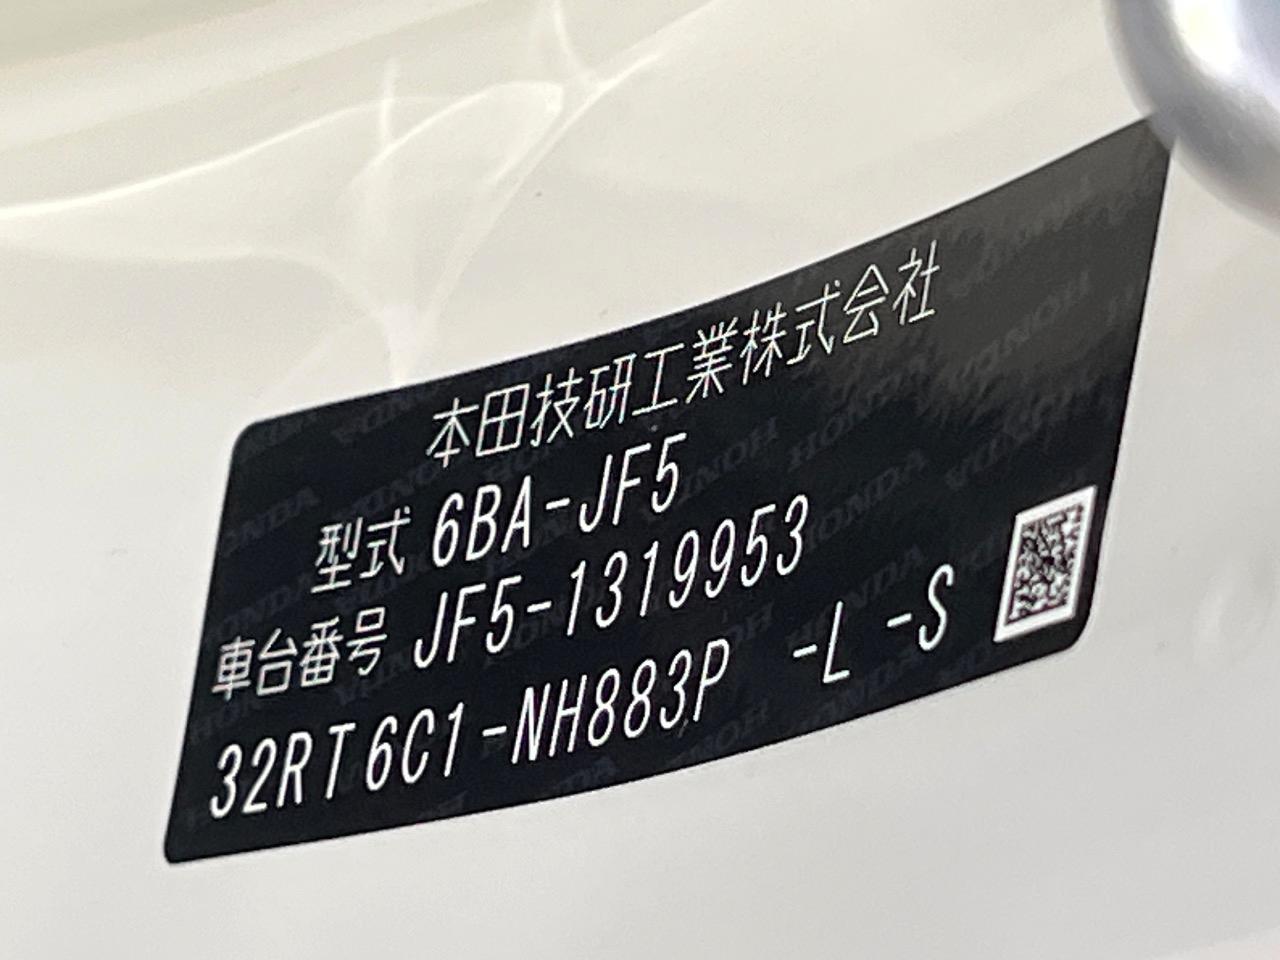 本田技研工業株式会社
型式 6BA-JF5
車台番号 JF5-1319953
32RT6C1-NH883P -L -S